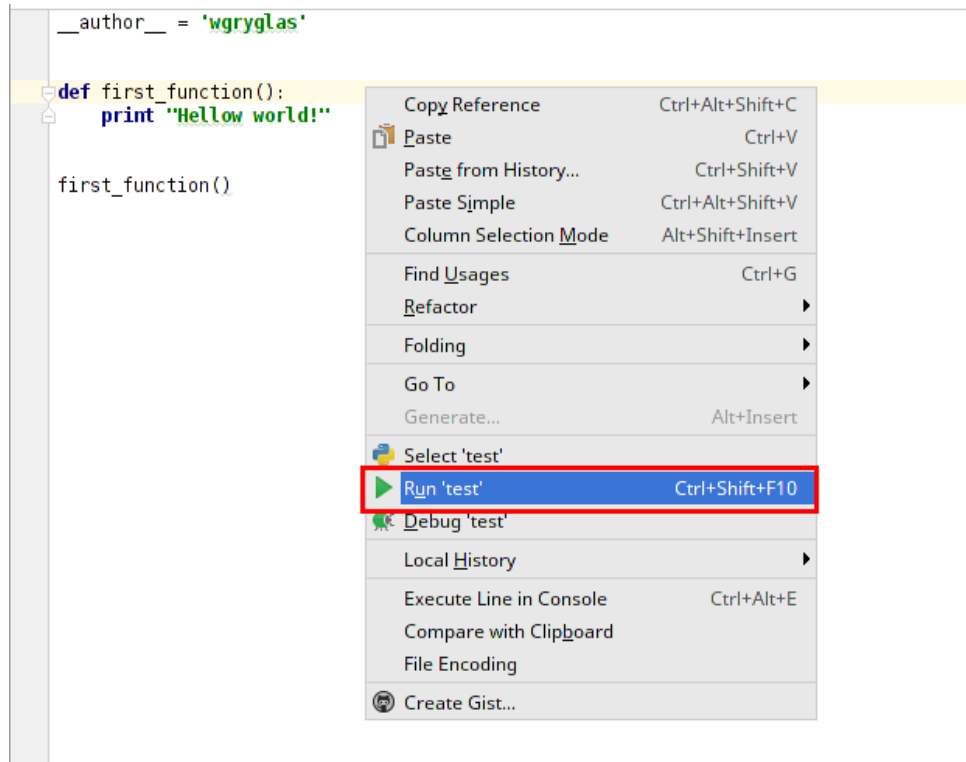 __author__ = 'wgryglas'
def first_function():
print "Hellow world!"
first_function()
Copy Reference Ctrl+Alt+Shift+C
Paste Ctrl+V
Paste from History... Ctrl+Shift+V
Paste Simple Ctrl+Alt+Shift+V
Column Selection Mode Alt+Shift+Insert
Find Usages Ctrl+G
Refactor
Folding
Go To
Generate... Alt+Insert
Select 'test'
Run 'test' Ctrl+Shift+F10
Debug 'test'
Local History
Execute Line in Console Ctrl+Alt+E
Compare with Clipboard
File Encoding
Create Gist...